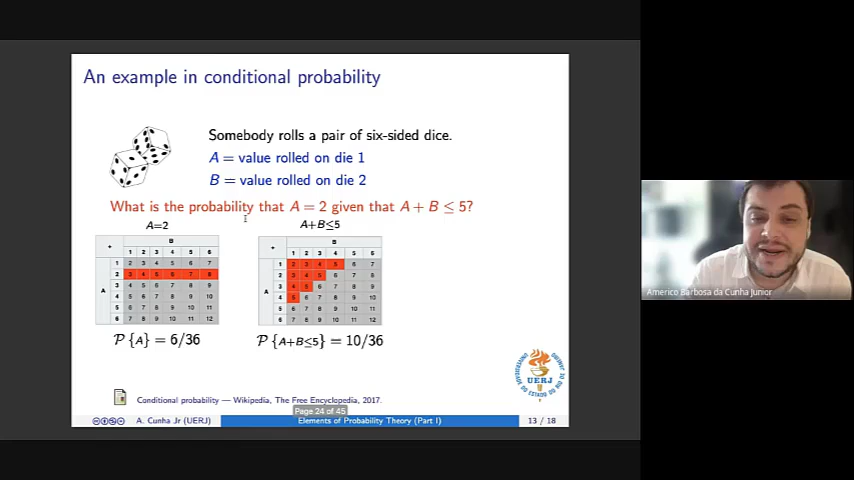 An example in conditional probability
Somebody rolls a pair of six-sided dice.
A = value rolled on die 1
B = value rolled on die 2
What is the probability that A = 2 given that A + B ≤ 5?
A=2
B
+ 1 2 3 4 5 6
1 2 3 4 5 6 7
2 3 4 5 6 7 8
A 3 4 5 6 7 8 9
4 5 6 7 8 9 10
5 6 7 8 9 10 11
6 7 8 9 10 11 12
P {A} = 6/36
A+B≤5
B
+ 1 2 3 4 5 6
1 2 3 4 5 6 7
2 3 4 5 6 7 8
A 3 4 5 6 7 8 9
4 5 6 7 8 9 10
5 6 7 8 9 10 11
6 7 8 9 10 11 12
P {A+B≤5} = 10/36
UERJ
Conditional probability — Wikipedia, The Free Encyclopedia, 2017.
Page 24 of 45
A. Cunha Jr (UERJ)
Elements of Probability Theory (Part I)
13 / 18
Americo Barbosa da Cunha Junior